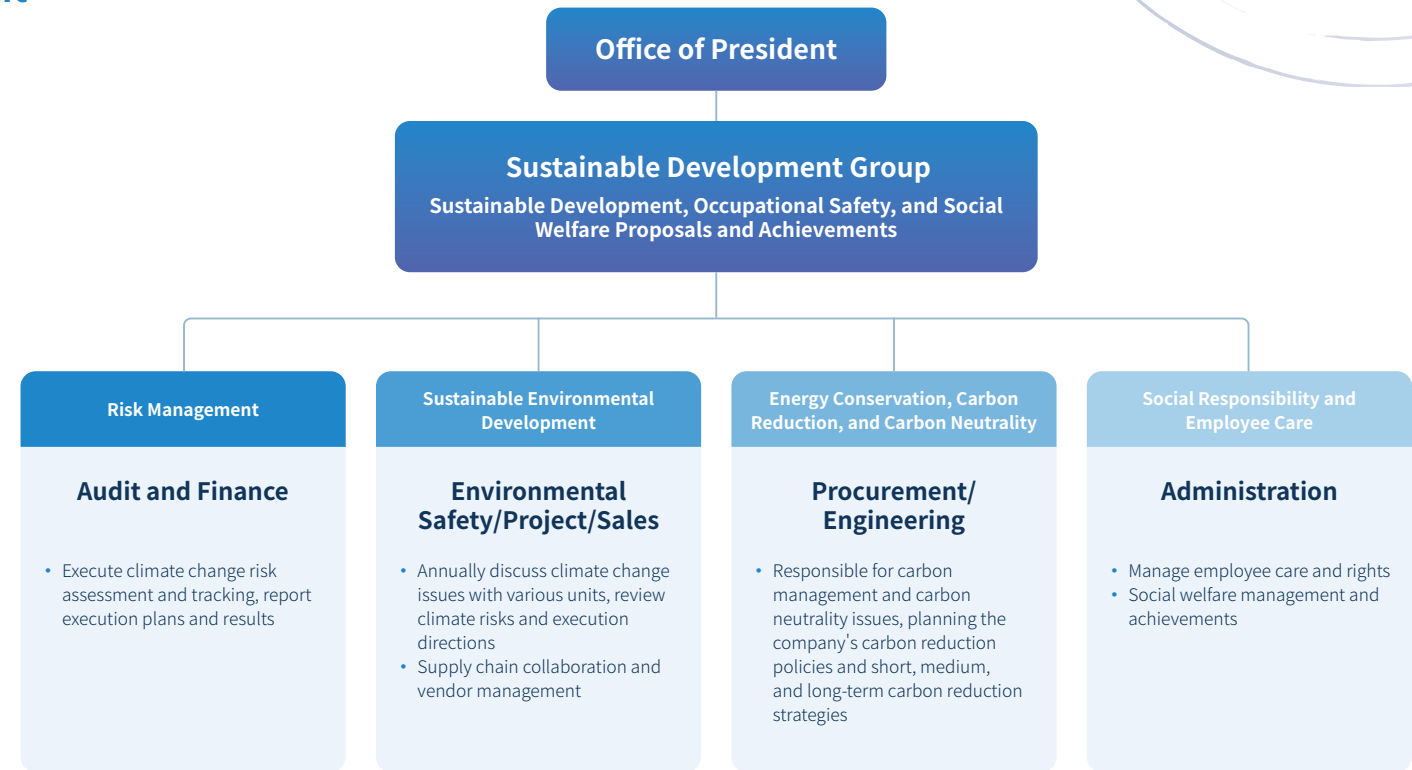 Office of President
Sustainable Development Group
Sustainable Development, Occupational Safety, and Social
Welfare Proposals and Achievements
Risk Management
Audit and Finance
• Execute climate change risk
assessment and tracking, report
execution plans and results
Sustainable Environmental
Development
Environmental
Safety/Project/Sales
• Annually discuss climate change
issues with various units, review
climate risks and execution
directions
• Supply chain collaboration and
vendor management
Energy Conservation, Carbon
Reduction, and Carbon Neutrality
Procurement/
Engineering
• Responsible for carbon
management and carbon
neutrality issues, planning the
company's carbon reduction
policies and short, medium,
and long-term carbon reduction
strategies
Social Responsibility and
Employee Care
Administration
• Manage employee care and rights
• Social welfare management and
achievements